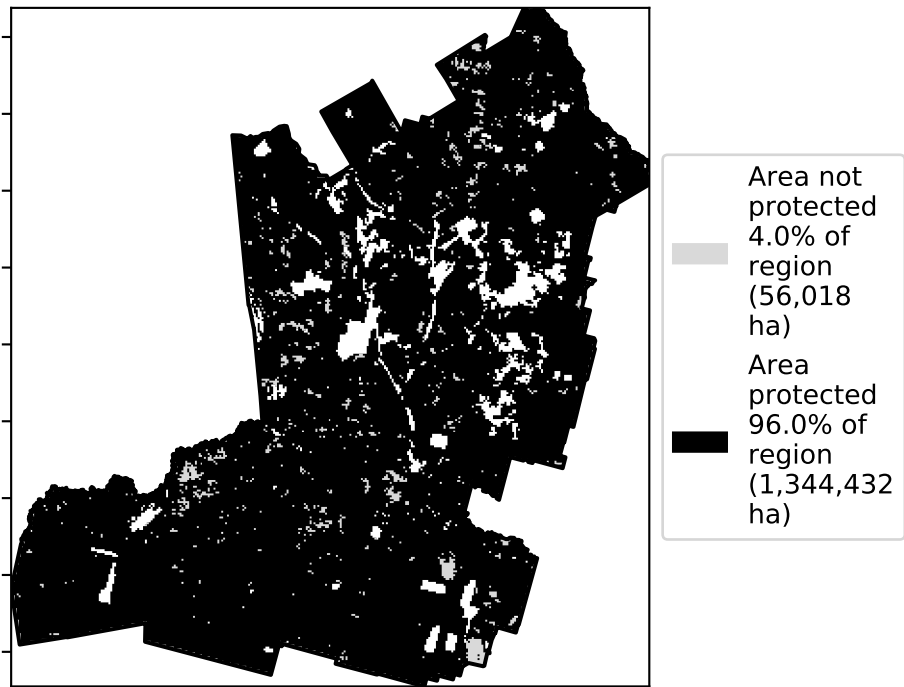 Area not
protected
4.0% of
region
(56,018
ha)
Area
protected
96.0% of
region
(1,344,432
ha)